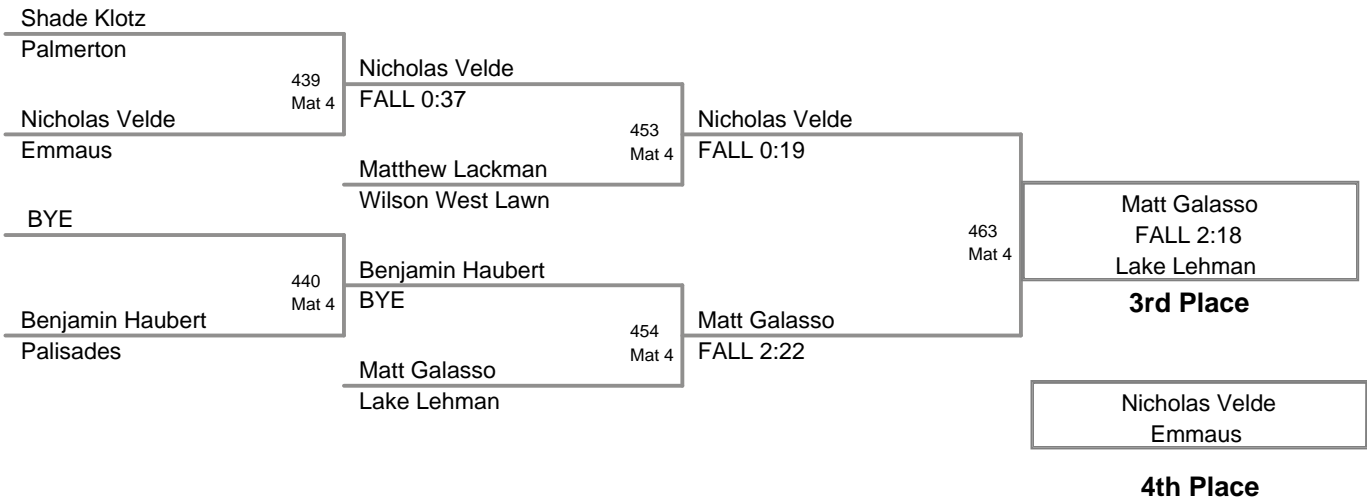 Shade Klotz
Palmerton
439
Mat 4
Nicholas Velde
Emmaus
Nicholas Velde
FALL 0:37
453
Mat 4
Matthew Lackman
Wilson West Lawn
Nicholas Velde
FALL 0:19
BYE
440
Mat 4
Benjamin Haubert
Palisades
Benjamin Haubert
BYE
454
Mat 4
Matt Galasso
Lake Lehman
Matt Galasso
FALL 2:22
463
Mat 4
Matt Galasso
FALL 2:18
Lake Lehman
3rd Place
Nicholas Velde
Emmaus
4th Place